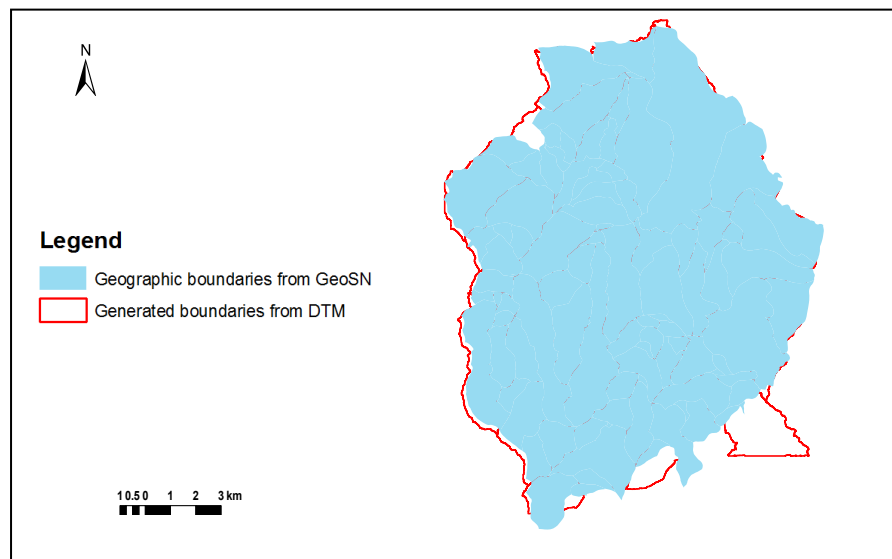 N
Legend
Geographic boundaries from GeoSN
Generated boundaries from DTM
1 0.5 0 1 2 3 km